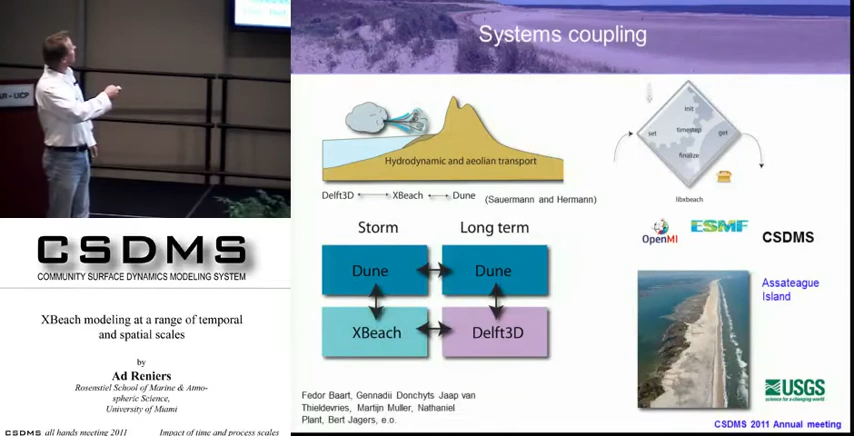 AR - UCP
CSDMS
COMMUNITY SURFACE DYNAMICS MODELING SYSTEM
XBeach modeling at a range of temporal
and spatial scales
by
Ad Reniers
Rosenstiel School of Marine & Atmo-
spheric Science,
University of Miami
CSDMS all hands meeting 2011 Impact of time and process scales
Systems coupling
Hydrodynamic and aeolian transport
Delft3D XBeach Dune (Sauermann and Hermann)
Storm Long term
Dune Dune
XBeach Delft3D
Fedor Baart, Gennadii Donchyts Jaap van
Thieldevries, Martijn Muller, Nathaniel
Plant, Bert Jagers, e.o.
init
set timestep get
finalize
libxbeach
OpenMI ESMF CSDMS
Assateague
Island
USGS
science for a changing world
CSDMS 2011 Annual meeting